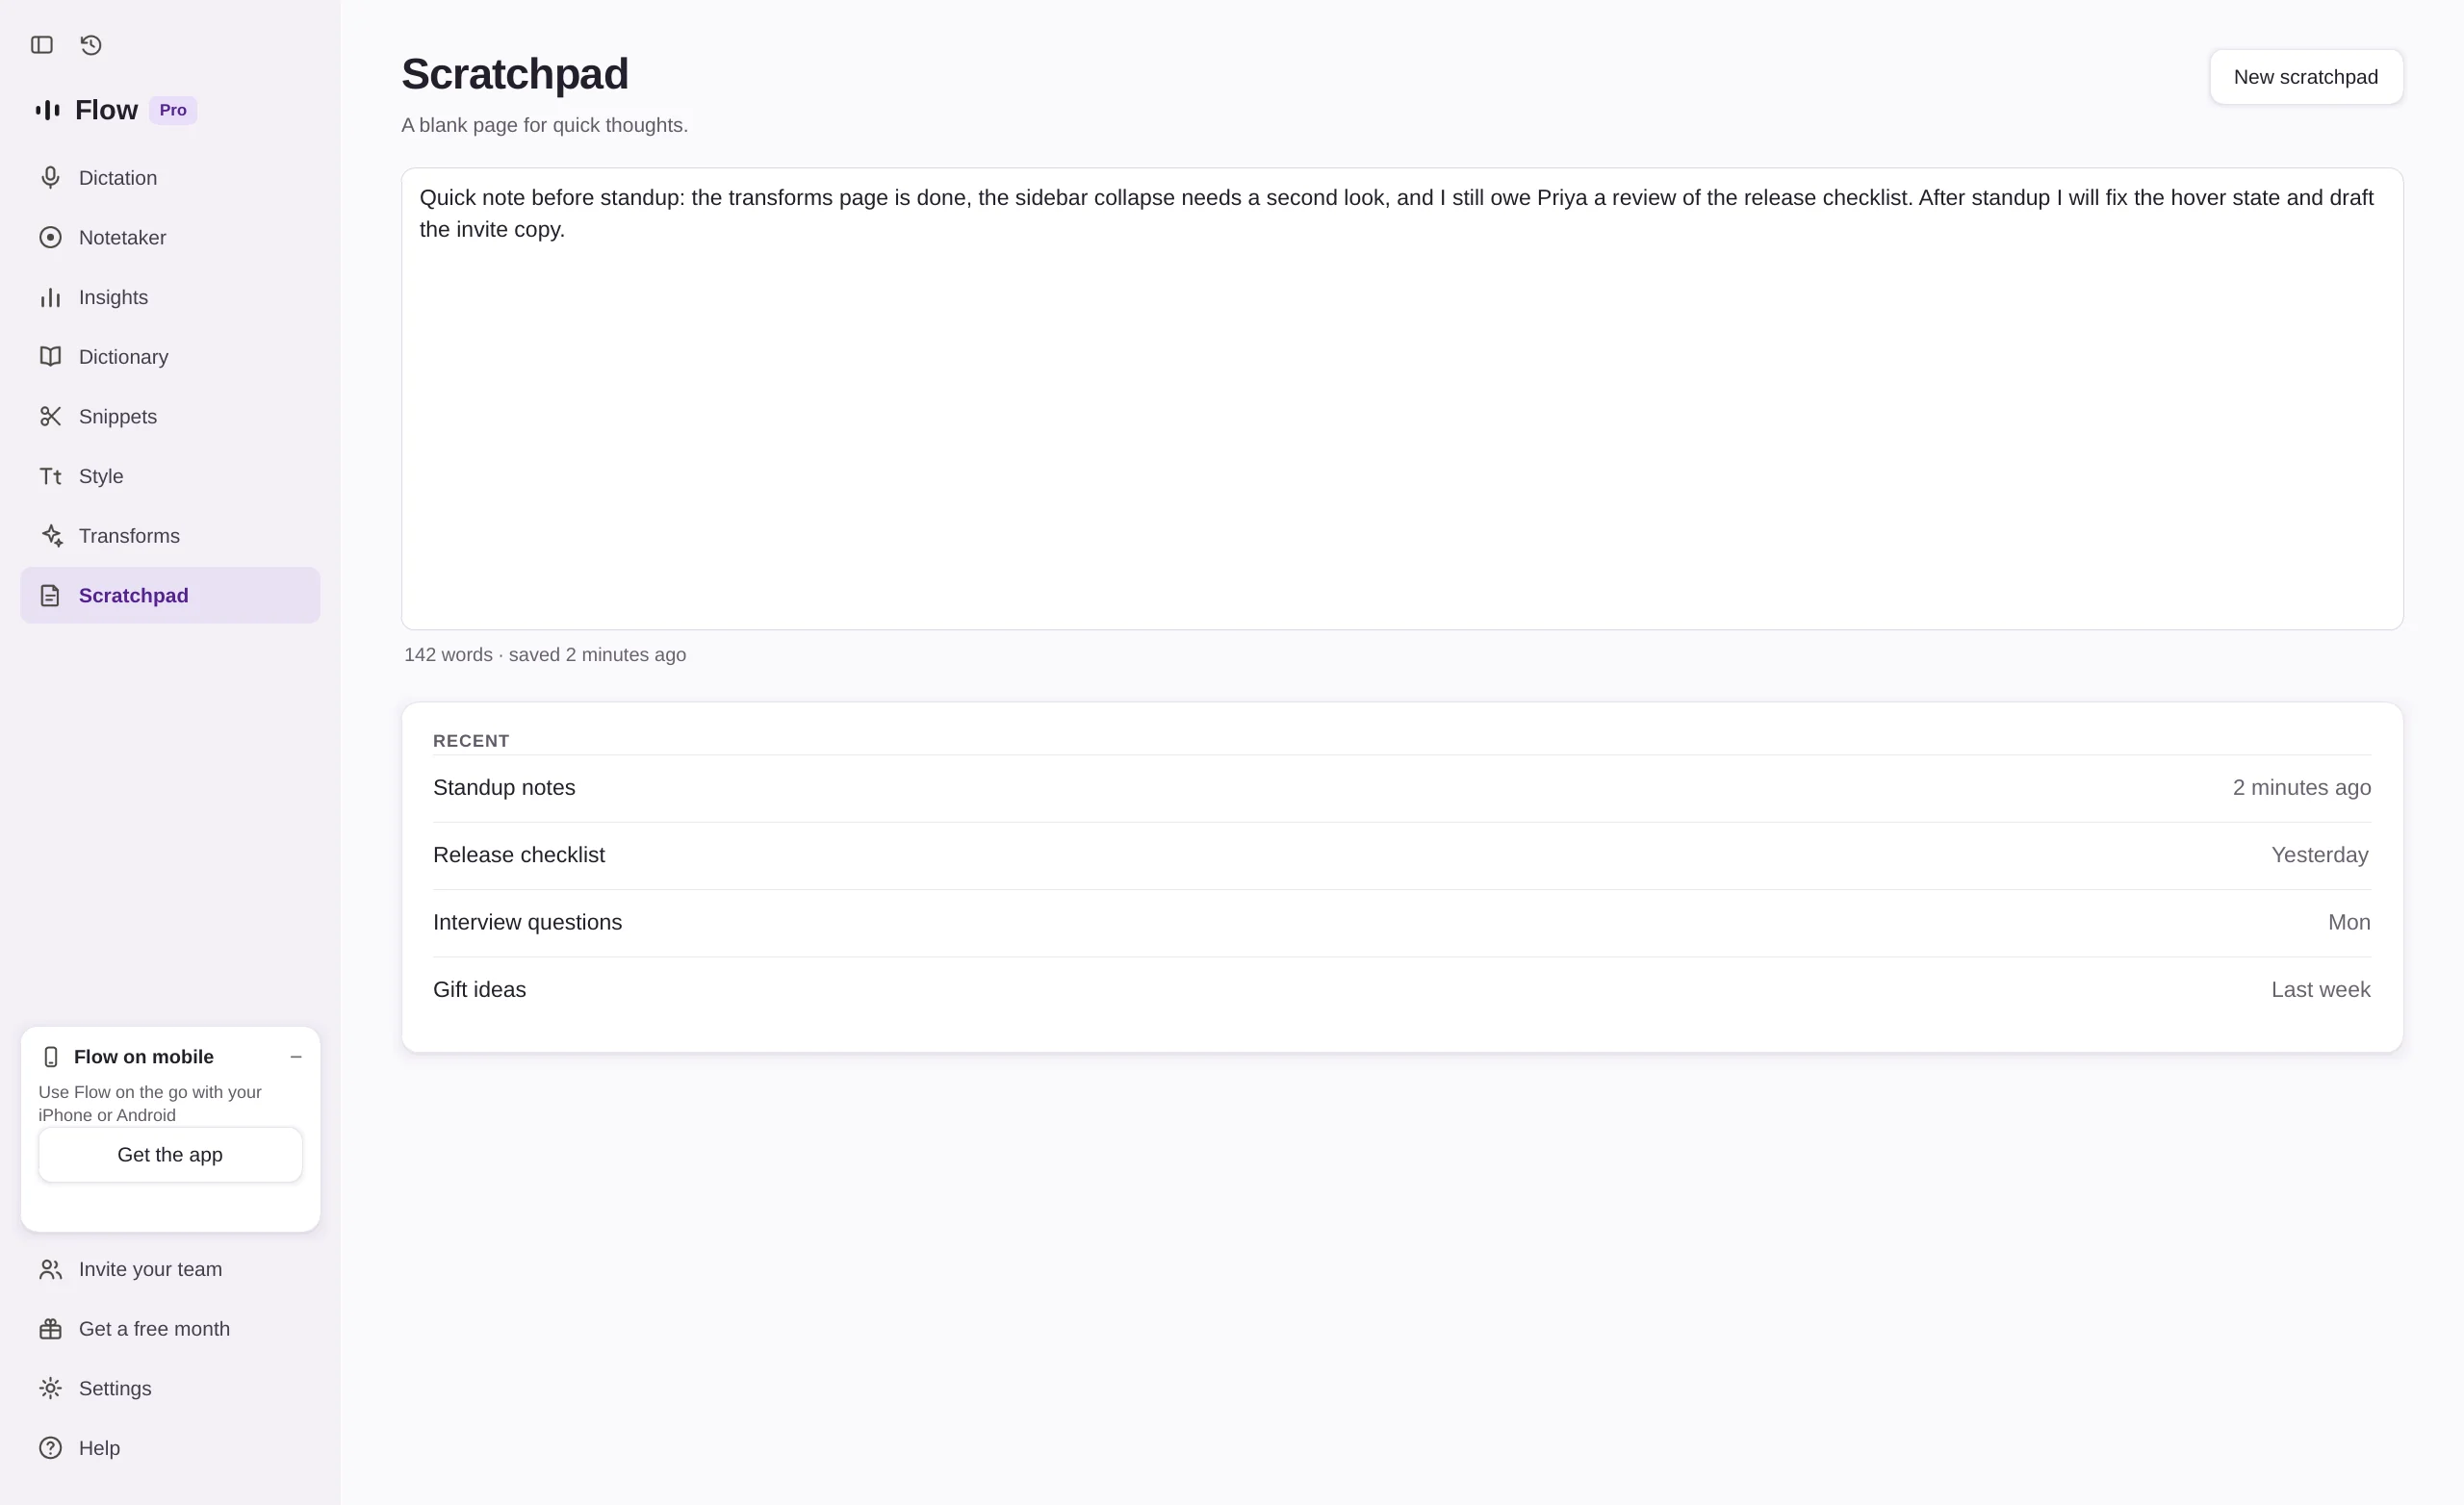 Flow Pro
Dictation
Notetaker
Insights
Dictionary
Snippets
Style
Transforms
Scratchpad
Flow on mobile
Use Flow on the go with your
iPhone or Android
Get the app
Invite your team
Get a free month
Settings
Help
Scratchpad
New scratchpad
A blank page for quick thoughts.
Quick note before standup: the transforms page is done, the sidebar collapse needs a second look, and I still owe Priya a review of the release checklist. After standup I will fix the hover state and draft
the invite copy.
142 words · saved 2 minutes ago
RECENT
Standup notes 2 minutes ago
Release checklist Yesterday
Interview questions Mon
Gift ideas Last week